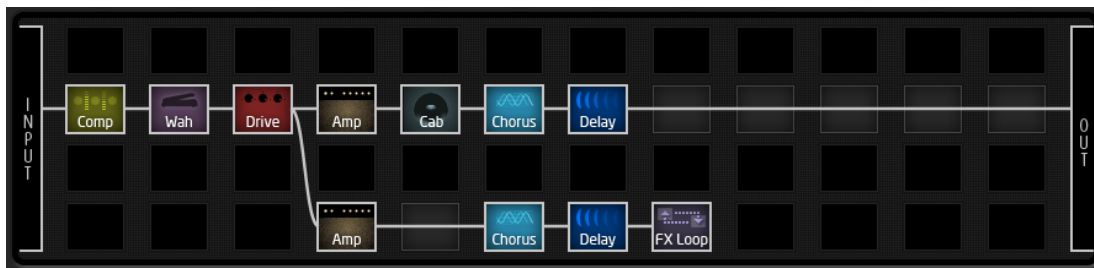 INPUT
Comp
Wah
Drive
Amp
Cab
Chorus
Delay
OUT
Amp
Chorus
Delay
FX Loop